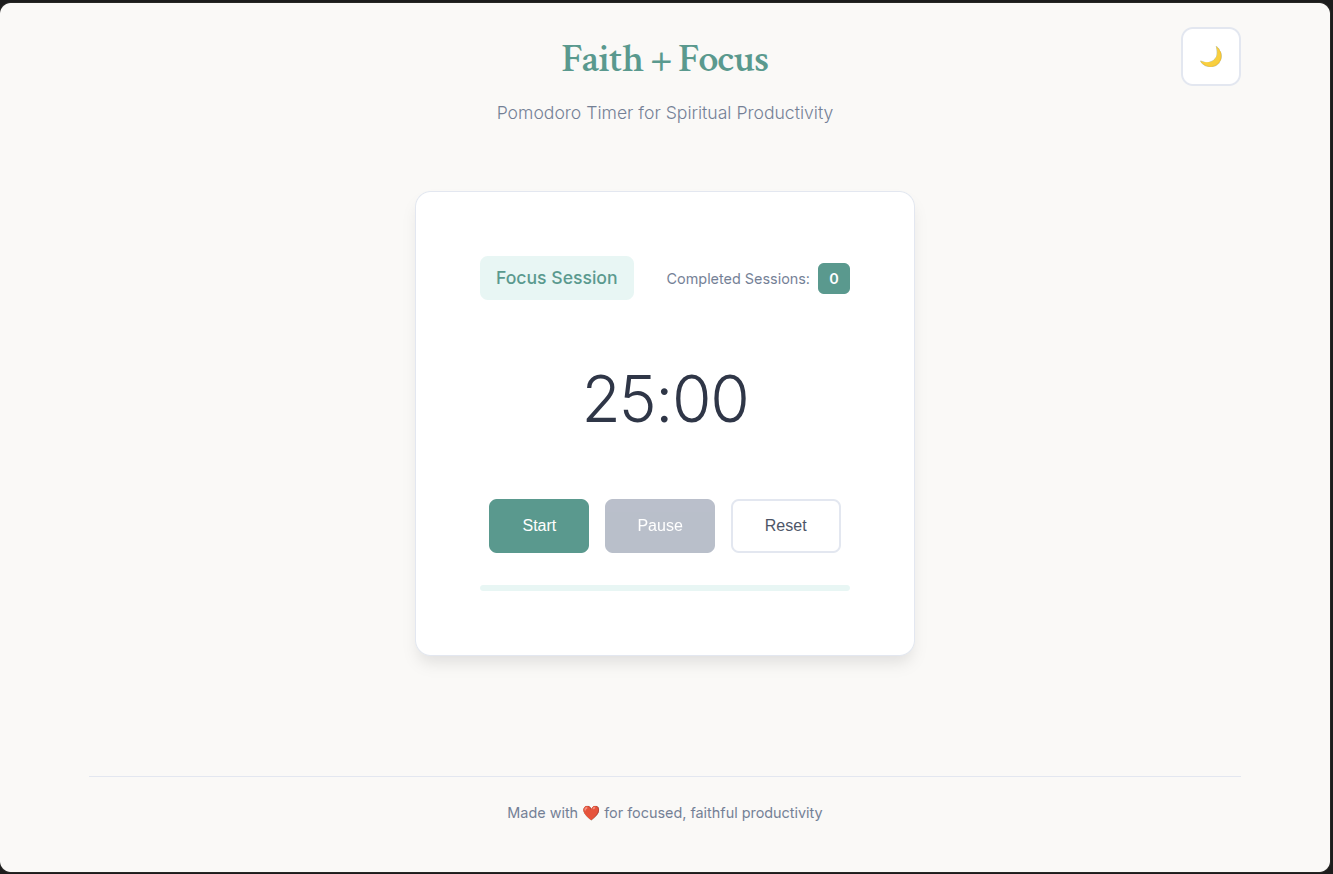 Faith + Focus
Pomodoro Timer for Spiritual Productivity
Focus Session
Completed Sessions: 0
25:00
Start
Pause
Reset
Made with ❤️ for focused, faithful productivity